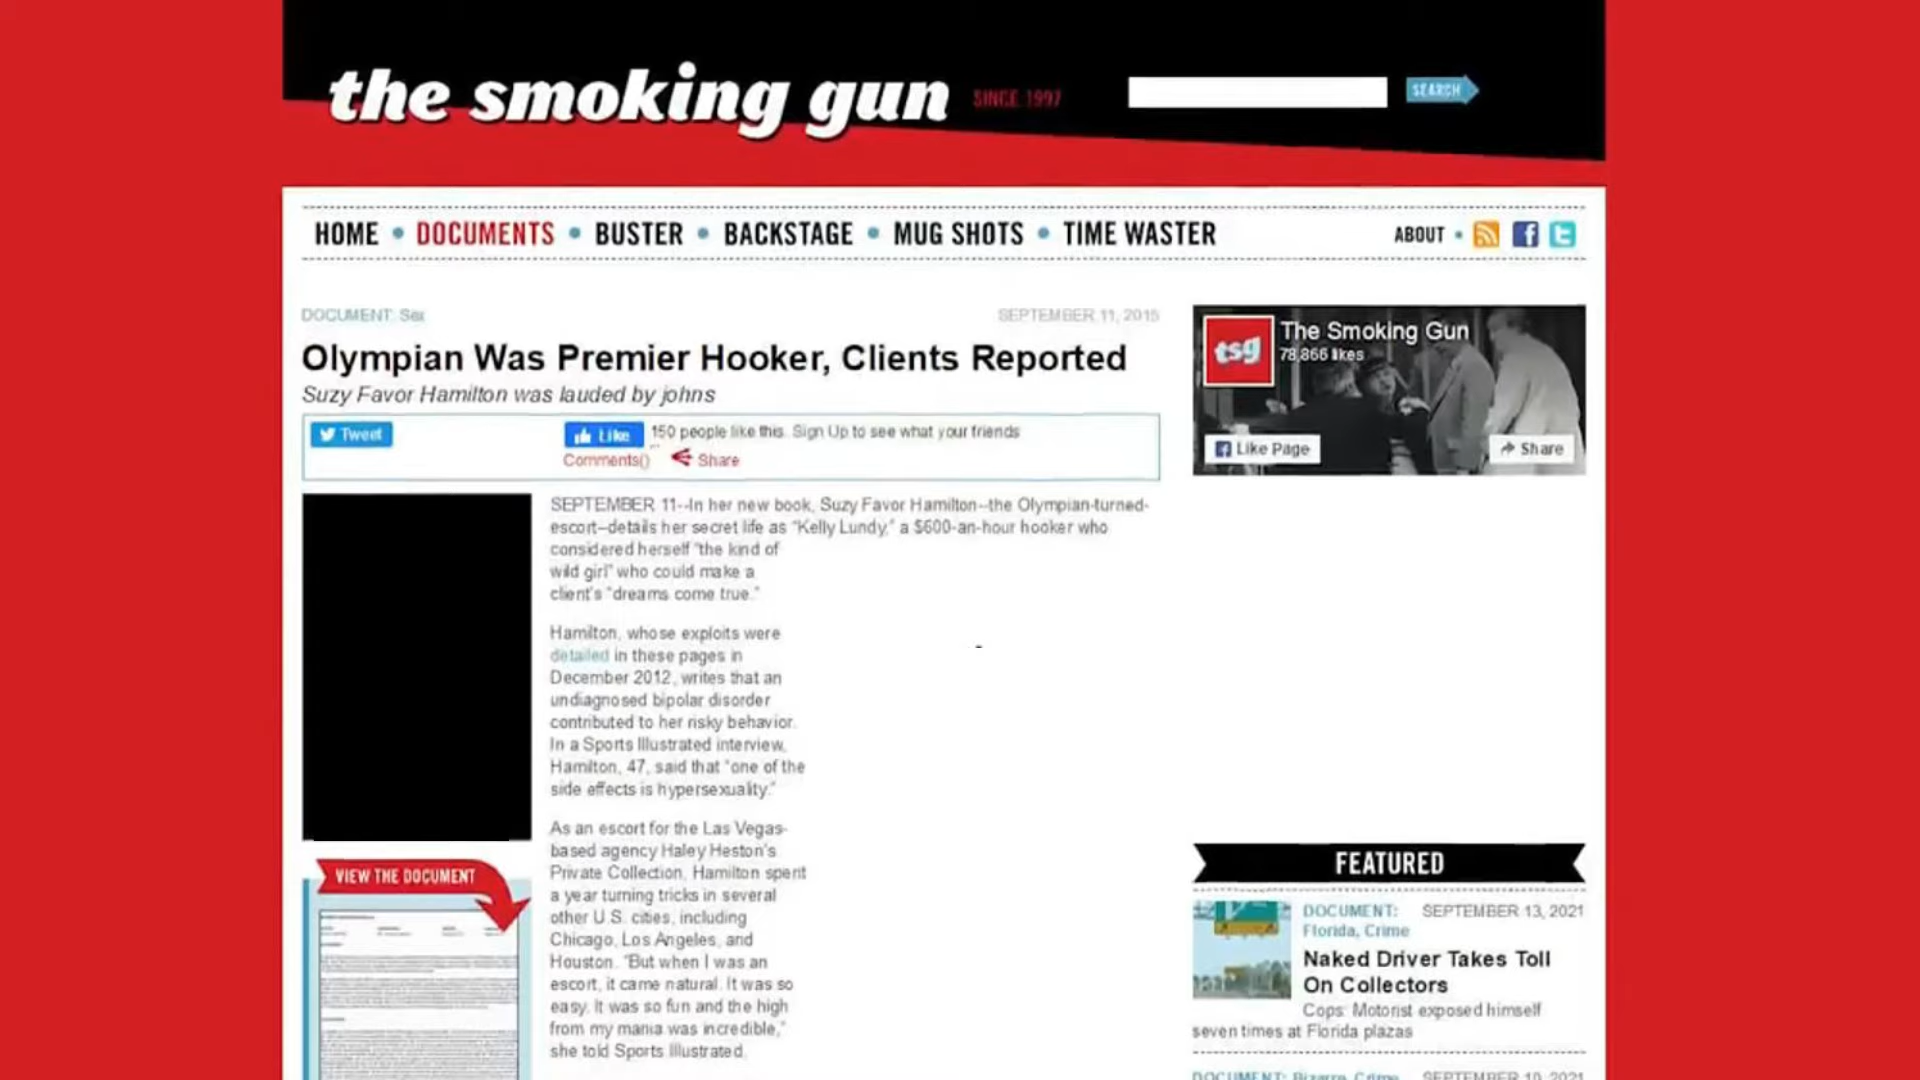 the smoking gun SINCE 1997 SEARCH
HOME • DOCUMENTS • BUSTER • BACKSTAGE • MUG SHOTS • TIME WASTER ABOUT •
DOCUMENT: Sex SEPTEMBER 11, 2015
Olympian Was Premier Hooker, Clients Reported
Suzy Favor Hamilton was lauded by johns
Tweet
Like 150 people like this. Sign Up to see what your friends
Comments() Share
SEPTEMBER 11--In her new book, Suzy Favor Hamilton--the Olympian-turned-
escort--details her secret life as "Kelly Lundy," a $600-an-hour hooker who
considered herself "the kind of
wild girl" who could make a
client's "dreams come true."
Hamilton, whose exploits were
detailed in these pages in
December 2012, writes that an
undiagnosed bipolar disorder
contributed to her risky behavior.
In a Sports Illustrated interview,
Hamilton, 47, said that "one of the
side effects is hypersexuality."
As an escort for the Las Vegas-
based agency Haley Heston's
Private Collection, Hamilton spent
a year turning tricks in several
other U.S. cities, including
Chicago, Los Angeles, and
Houston. "But when I was an
escort, it came natural. It was so
easy. It was so fun and the high
from my mania was incredible,"
she told Sports Illustrated.
VIEW THE DOCUMENT
tsg
The Smoking Gun
78,866 likes
Like Page Share
FEATURED
DOCUMENT: SEPTEMBER 13, 2021
Florida, Crime
Naked Driver Takes Toll
On Collectors
Cops: Motorist exposed himself
seven times at Florida plazas
DOCUMENT: Bizarre, Crime SEPTEMBER 10, 2021